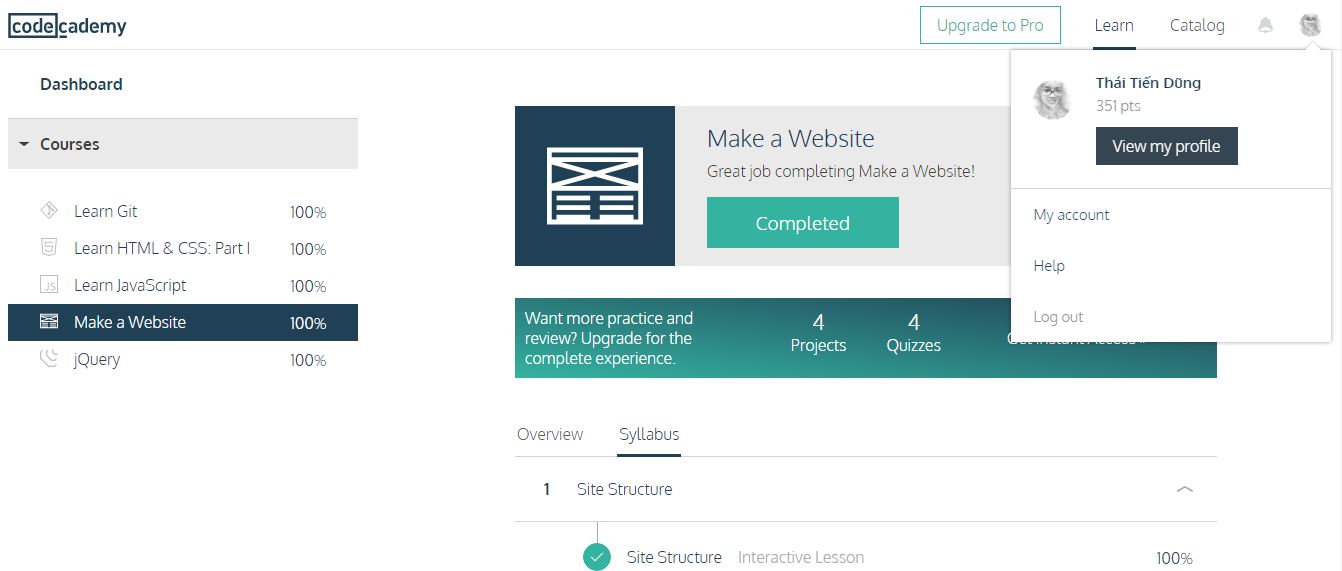 codecademy
Upgrade to Pro
Learn
Catalog
Thái Tiến Dũng
351 pts
View my profile
My account
Help
Log out
Dashboard
Courses
Learn Git 100%
Learn HTML & CSS: Part I 100%
JS Learn JavaScript 100%
Make a Website 100%
jQuery 100%
Make a Website
Great job completing Make a Website!
Completed
Want more practice and
review? Upgrade for the
complete experience.
4
Projects
4
Quizzes
Overview
Syllabus
1 Site Structure
Site Structure Interactive Lesson 100%